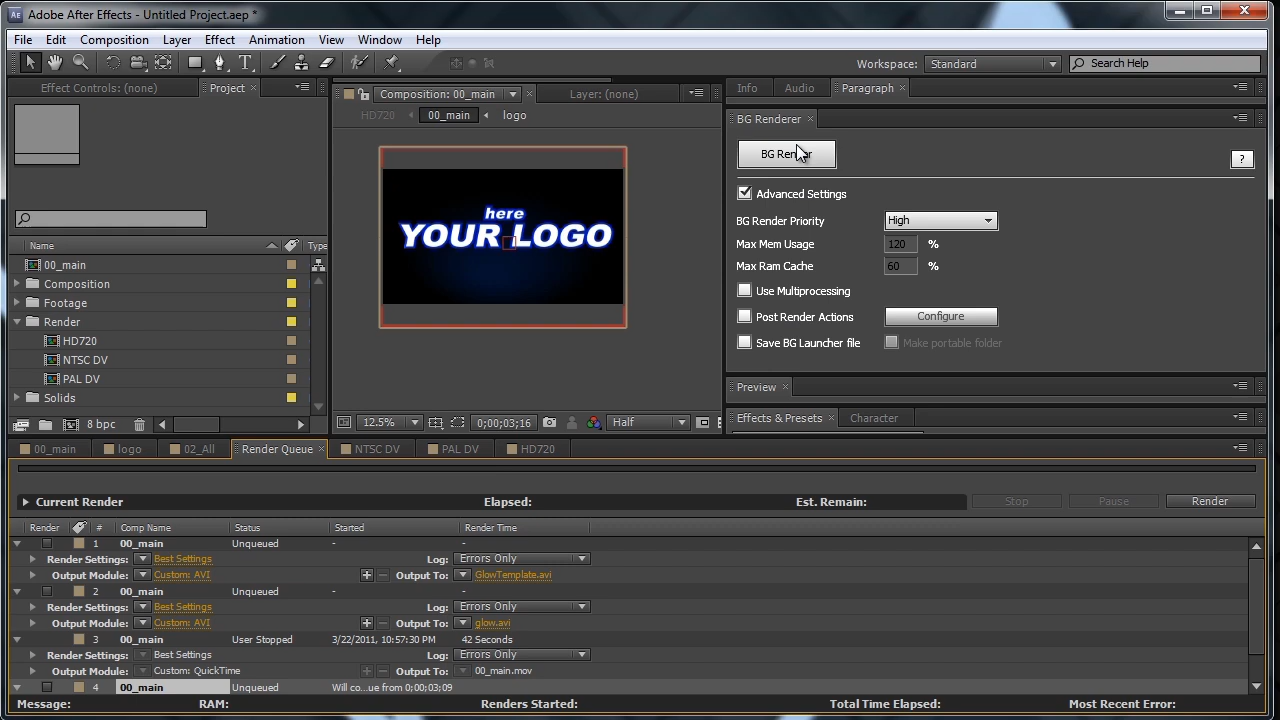 Adobe After Effects - Untitled Project.aep *
File Edit Composition Layer Effect Animation View Window Help
Workspace: Standard Search Help
Effect Controls: (none) Project
Composition: 00_main Layer: (none)
Info Audio Paragraph
HD720 00_main logo
BG Renderer
BG Render
?
Advanced Settings
BG Render Priority High
Max Mem Usage 120 %
Max Ram Cache 60 %
Use Multiprocessing
Post Render Actions Configure
Save BG Launcher file Make portable folder
Preview
Effects & Presets Character
here
YOUR LOGO
Name Type
00_main
Composition
Footage
Render
HD720
NTSC DV
PAL DV
Solids
8 bpc
12.5% 0;00;03;16 Half
00_main logo 02_All Render Queue NTSC DV PAL DV HD720
Current Render Elapsed: Est. Remain: Stop Pause Render
Render # Comp Name Status Started Render Time
1 00_main Unqueued - -
Render Settings: Best Settings Log: Errors Only
Output Module: Custom: AVI Output To: GlowTemplate.avi
2 00_main Unqueued - -
Render Settings: Best Settings Log: Errors Only
Output Module: Custom: AVI Output To: glow.avi
3 00_main User Stopped 3/22/2011, 10:57:30 PM 42 Seconds
Render Settings: Best Settings Log: Errors Only
Output Module: Custom: QuickTime Output To: 00_main.mov
4 00_main Unqueued Will co...ue from 0;00;03;09
Message: RAM: Renders Started: Total Time Elapsed: Most Recent Error: